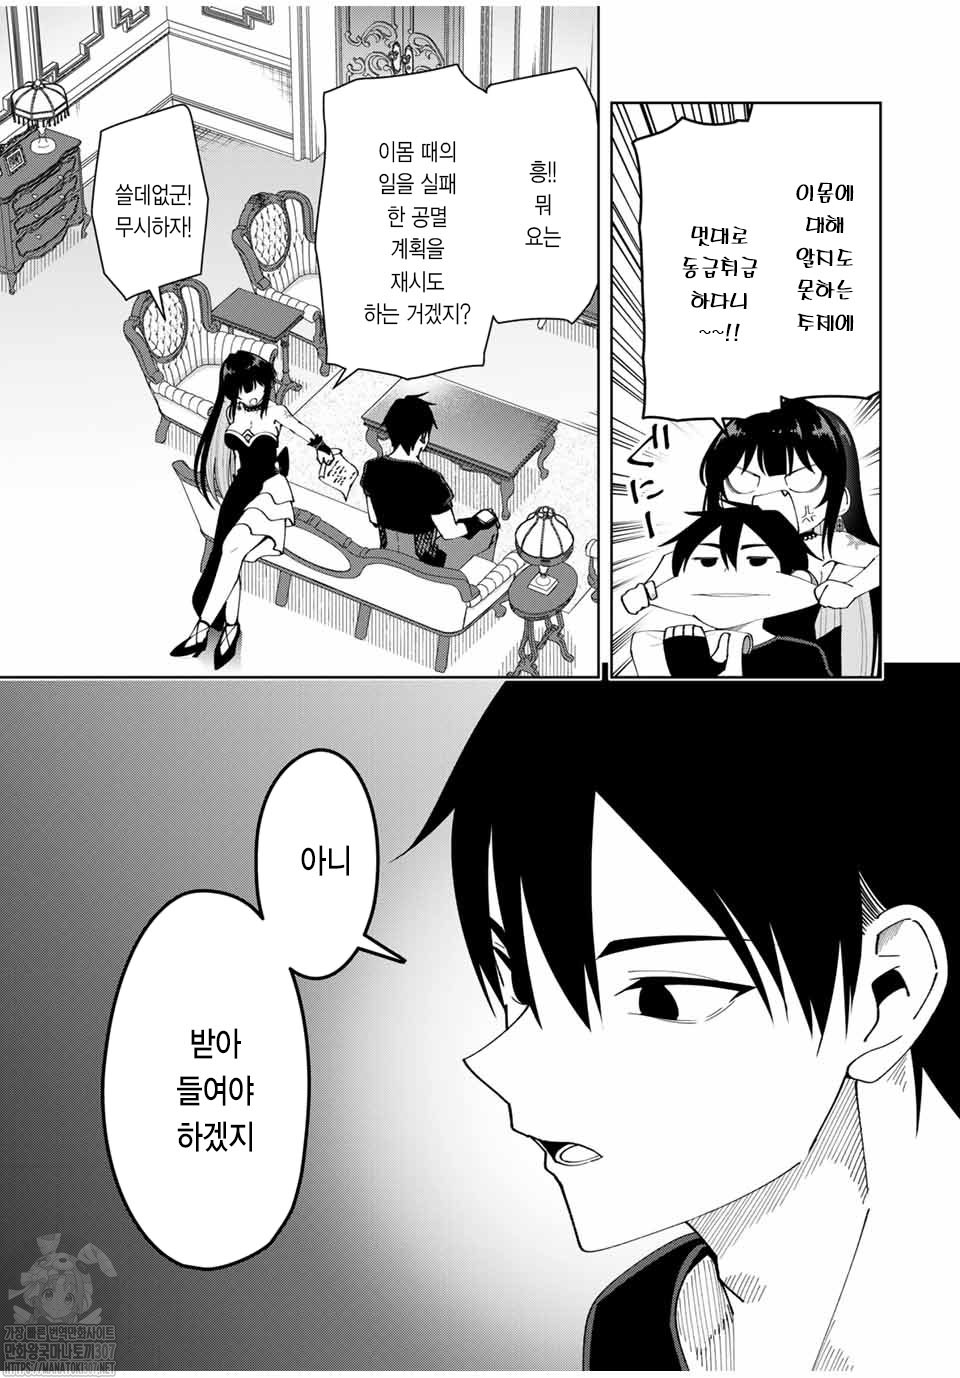 이몸에
대해
알지도
못하는
투제에
멋대로
동급취급
하다니
~~!!
흥!!
뭐
요는
이몸 때의
일을 실패
한 공멸
계획을
재시도
하는 거겠지?
쓸데없군!
무시하자!
아니
받아
들여야
하겠지
가장 빠른 번역만화사이트
만화왕국마나토끼307
HTTPS://MANATOKI307.NET